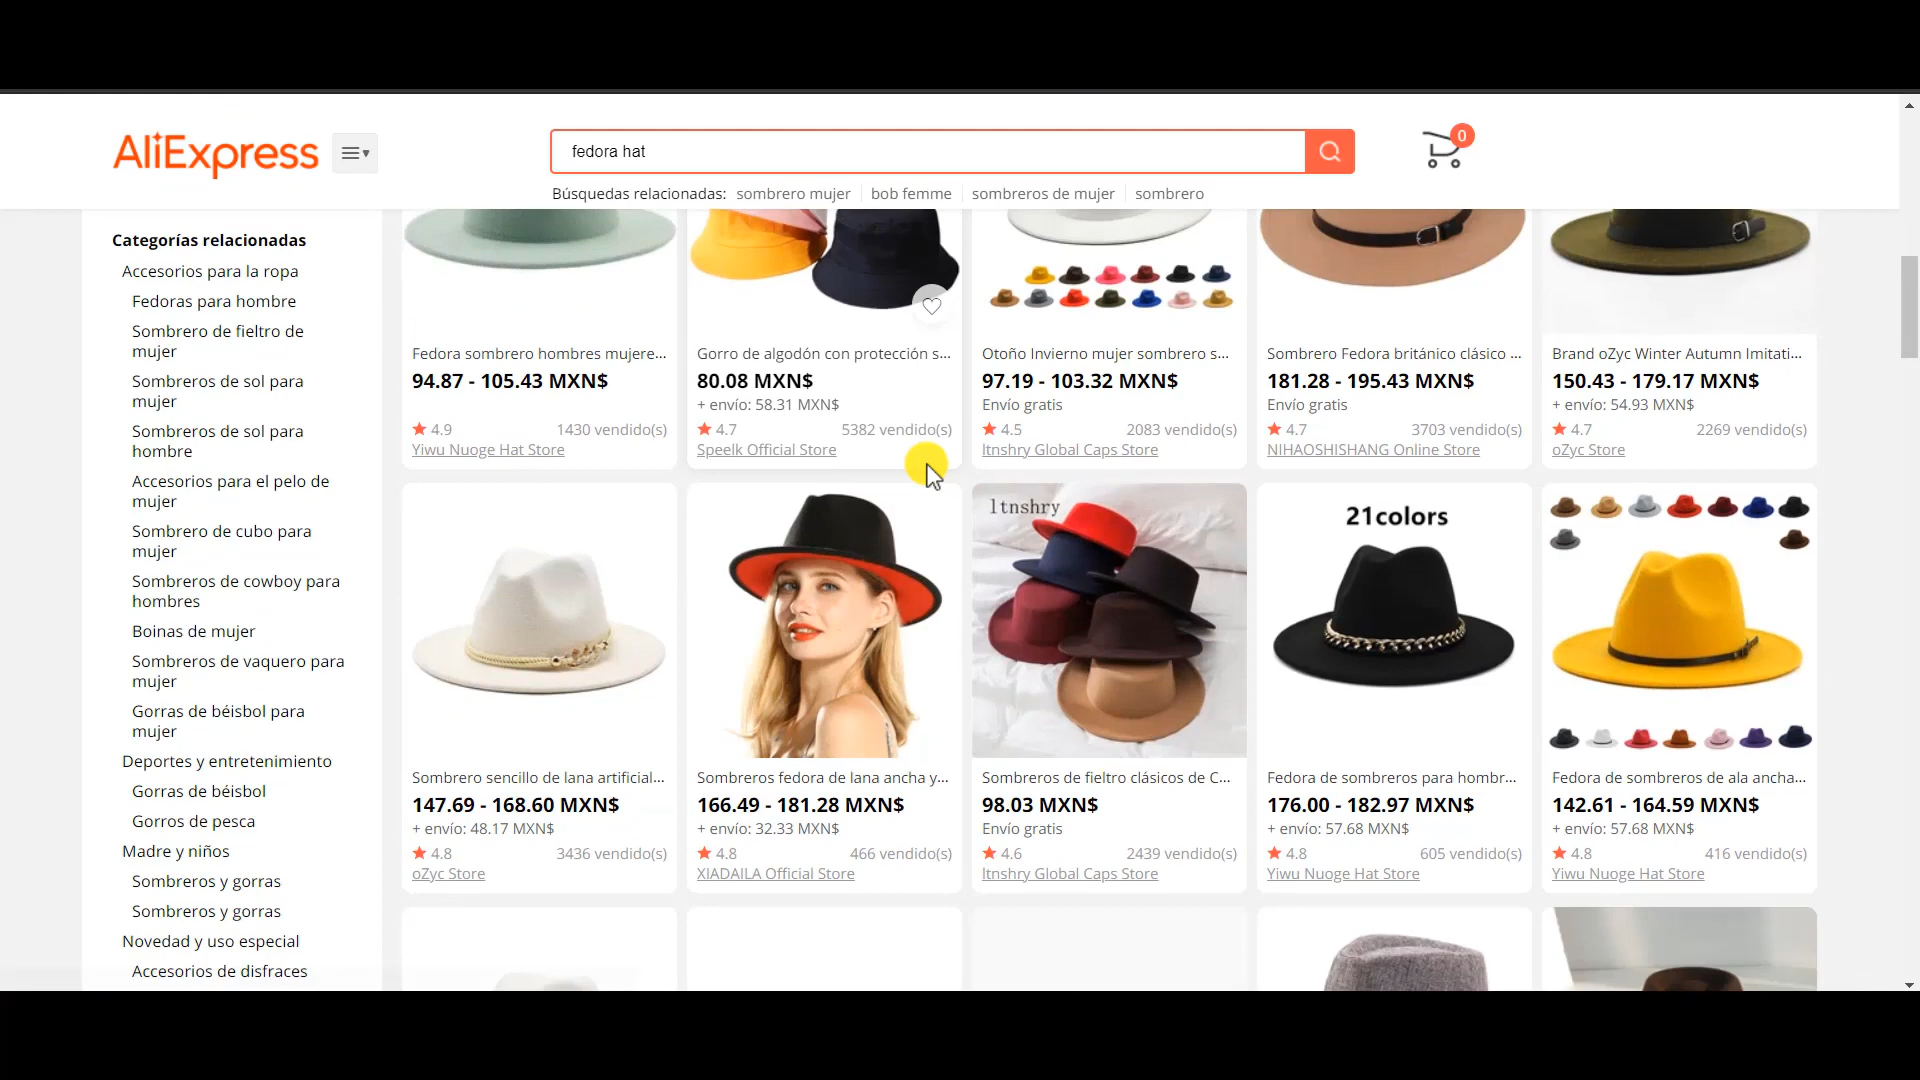 AliExpress
fedora hat
0
Búsquedas relacionadas: sombrero mujer bob femme sombreros de mujer sombrero
Categorías relacionadas
Accesorios para la ropa
Fedoras para hombre
Sombrero de fieltro de
mujer
Sombreros de sol para
mujer
Sombreros de sol para
hombre
Accesorios para el pelo de
mujer
Sombrero de cubo para
mujer
Sombreros de cowboy para
hombres
Boinas de mujer
Sombreros de vaquero para
mujer
Gorras de béisbol para
mujer
Deportes y entretenimiento
Gorras de béisbol
Gorros de pesca
Madre y niños
Sombreros y gorras
Sombreros y gorras
Novedad y uso especial
Accesorios de disfraces
Fedora sombrero hombres mujere...
94.87 - 105.43 MXN$
4.9 1430 vendido(s)
Yiwu Nuoge Hat Store
Gorro de algodón con protección s...
80.08 MXN$
+ envío: 58.31 MXN$
4.7 5382 vendido(s)
Speelk Official Store
Otoño Invierno mujer sombrero s...
97.19 - 103.32 MXN$
Envío gratis
4.5 2083 vendido(s)
ltnshry Global Caps Store
Sombrero Fedora británico clásico ...
181.28 - 195.43 MXN$
Envío gratis
4.7 3703 vendido(s)
NIHAOSHISHANG Online Store
Brand oZyc Winter Autumn Imitati...
150.43 - 179.17 MXN$
+ envío: 54.93 MXN$
4.7 2269 vendido(s)
oZyc Store
Sombrero sencillo de lana artificial...
147.69 - 168.60 MXN$
+ envío: 48.17 MXN$
4.8 3436 vendido(s)
oZyc Store
Sombreros fedora de lana ancha y...
166.49 - 181.28 MXN$
+ envío: 32.33 MXN$
4.8 466 vendido(s)
XIADAILA Official Store
ltnshry
Sombreros de fieltro clásicos de C...
98.03 MXN$
Envío gratis
4.6 2439 vendido(s)
ltnshry Global Caps Store
21colors
Fedora de sombreros para hombr...
176.00 - 182.97 MXN$
+ envío: 57.68 MXN$
4.8 605 vendido(s)
Yiwu Nuoge Hat Store
Fedora de sombreros de ala ancha...
142.61 - 164.59 MXN$
+ envío: 57.68 MXN$
4.8 416 vendido(s)
Yiwu Nuoge Hat Store